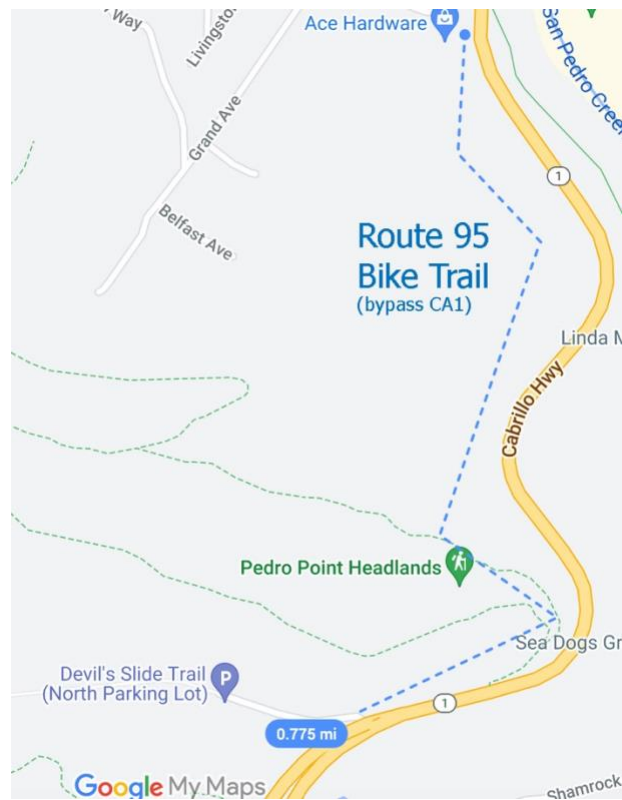 Way
Livingston
Ace Hardware
San Pedro Creek
Grand Ave
1
Belfast Ave
Route 95
Bike Trail
(bypass CA1)
Linda M
Cabrillo Hwy
Pedro Point Headlands
Sea Dogs Gr
Devil's Slide Trail
(North Parking Lot)
P
1
0.775 mi
Google My Maps
Shamrock